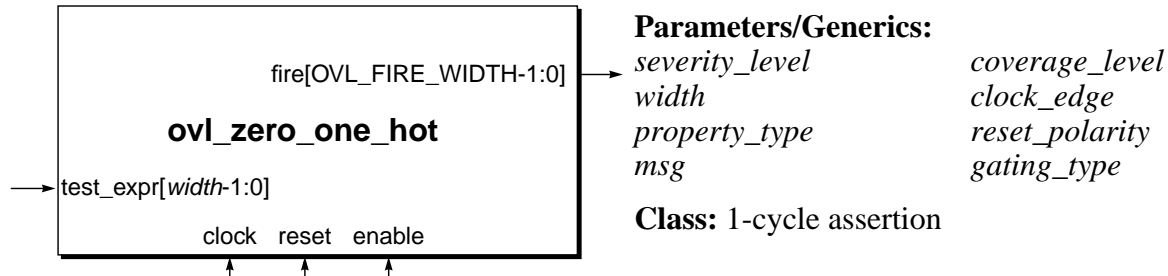 fire[OVL_FIRE_WIDTH-1:0]
ovl_zero_one_hot
test_expr[width-1:0]
clock reset enable
Parameters/Generics:
severity_level coverage_level
width clock_edge
property_type reset_polarity
msg gating_type
Class: 1-cycle assertion